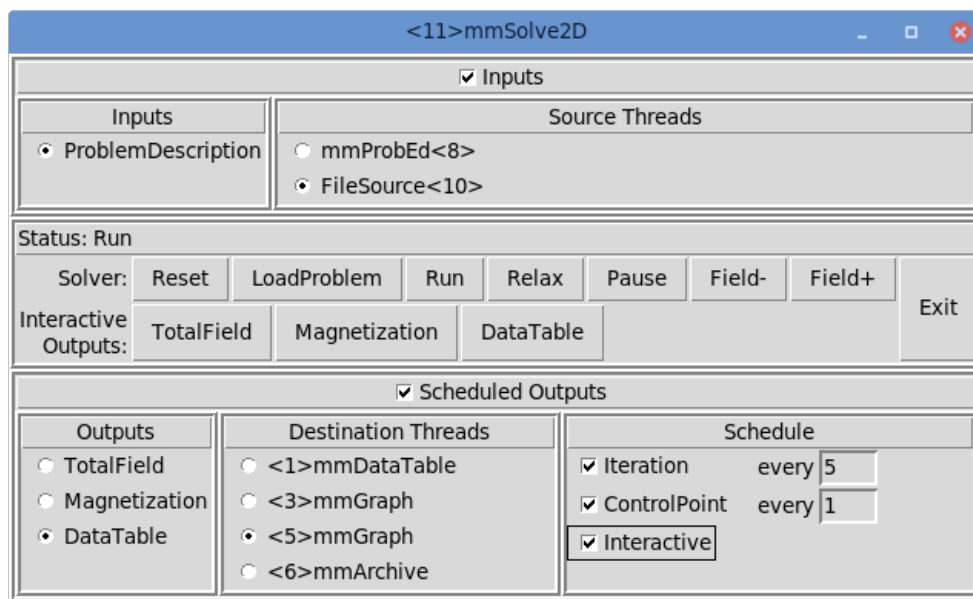 <11>mmSolve2D
Inputs
Inputs
ProblemDescription
Source Threads
mmProbEd<8>
FileSource<10>
Status: Run
Solver: Reset LoadProblem Run Relax Pause Field- Field+
Interactive Outputs: TotalField Magnetization DataTable
Exit
Scheduled Outputs
Outputs
TotalField
Magnetization
DataTable
Destination Threads
<1>mmDataTable
<3>mmGraph
<5>mmGraph
<6>mmArchive
Schedule
Iteration every 5
ControlPoint every 1
Interactive